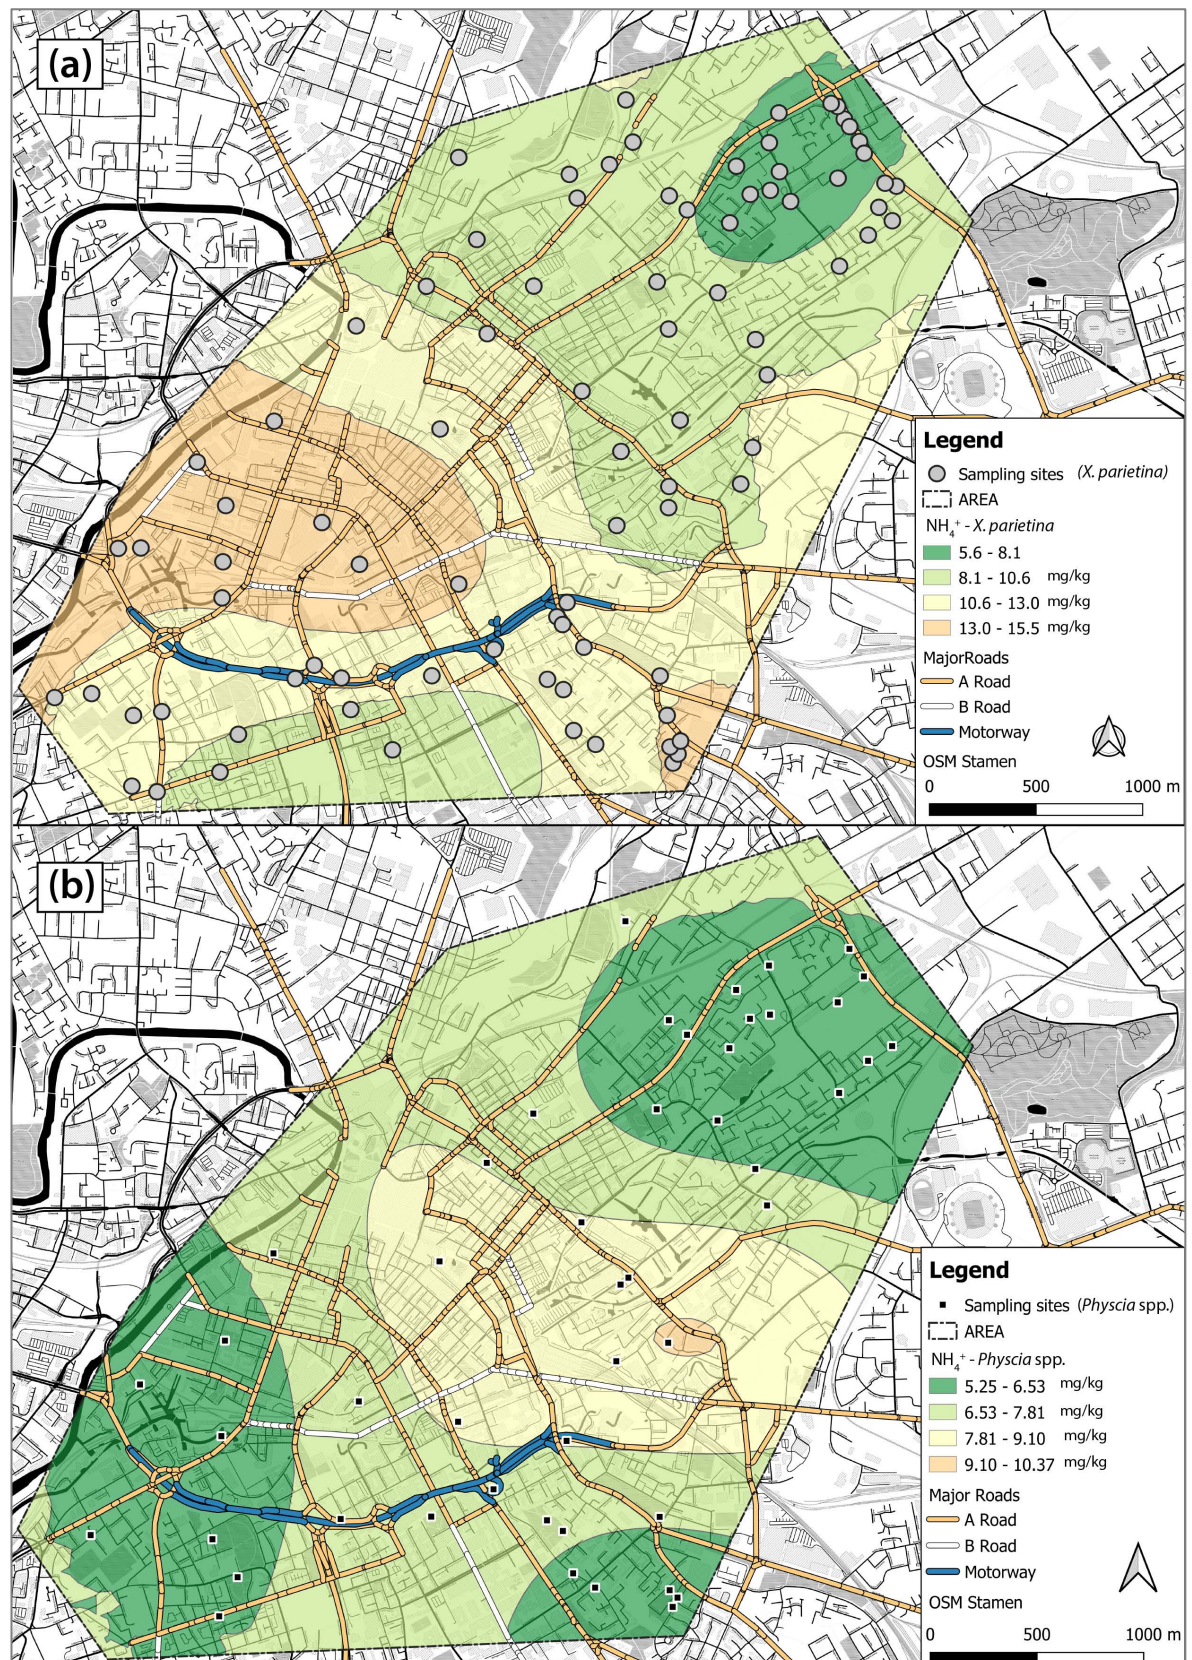 (a)
Legend
Sampling sites (X. parietina)
AREA
NH₄⁺ - X. parietina
5.6 - 8.1
8.1 - 10.6 mg/kg
10.6 - 13.0 mg/kg
13.0 - 15.5 mg/kg
MajorRoads
A Road
B Road
Motorway
OSM Stamen
0 500 1000 m
(b)
Legend
Sampling sites (Physcia spp.)
AREA
NH₄⁺ - Physcia spp.
5.25 - 6.53 mg/kg
6.53 - 7.81 mg/kg
7.81 - 9.10 mg/kg
9.10 - 10.37 mg/kg
Major Roads
A Road
B Road
Motorway
OSM Stamen
0 500 1000 m